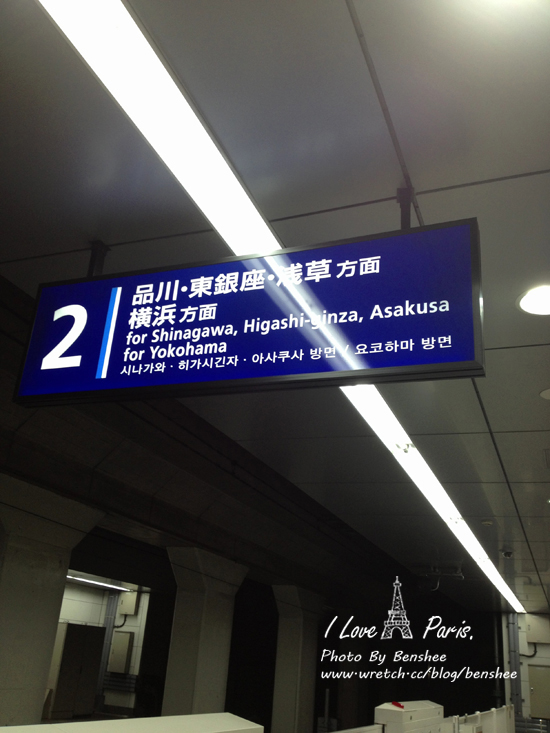 2
品川・東銀座・浅草方面
横浜方面
for Shinagawa, Higashi-ginza, Asakusa
for Yokohama
시나가와 · 히가시긴자 · 아사쿠사 방면 / 요코하마 방면
I Love Paris.
Photo By Benshee
www.wretch.cc/blog/benshee